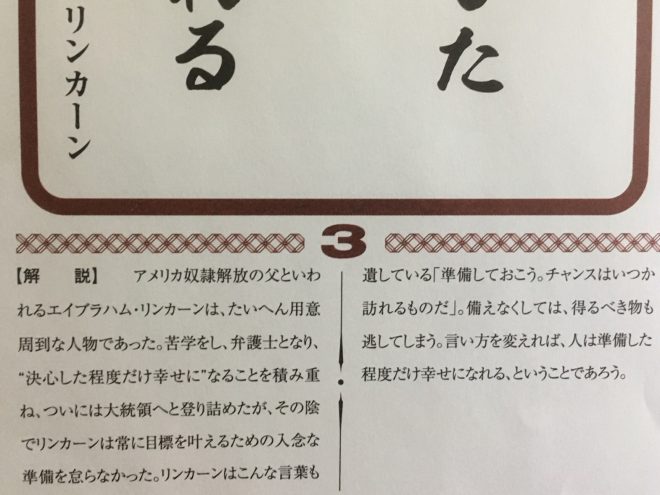 した
れる
リンカーン
3
【解　説】　アメリカ奴隷解放の父といわ
れるエイブラハム・リンカーンは、たいへん用意
周到な人物であった。苦学をし、弁護士となり、
“決心した程度だけ幸せに”なることを積み重
ね、ついには大統領へと登り詰めたが、その陰
でリンカーンは常に目標を叶えるための入念な
準備を怠らなかった。リンカーンはこんな言葉も
遺している「準備しておこう。チャンスはいつか
訪れるものだ」。備えなくしては、得るべき物も
逃してしまう。言い方を変えれば、人は準備した
程度だけ幸せになれる、ということであろう。